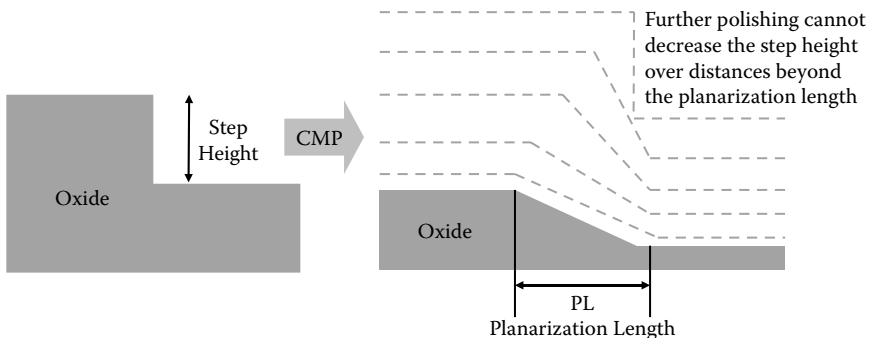 Further polishing cannot
decrease the step height
over distances beyond
the planarization length
Step
Height
CMP
Oxide
Oxide
PL
Planarization Length